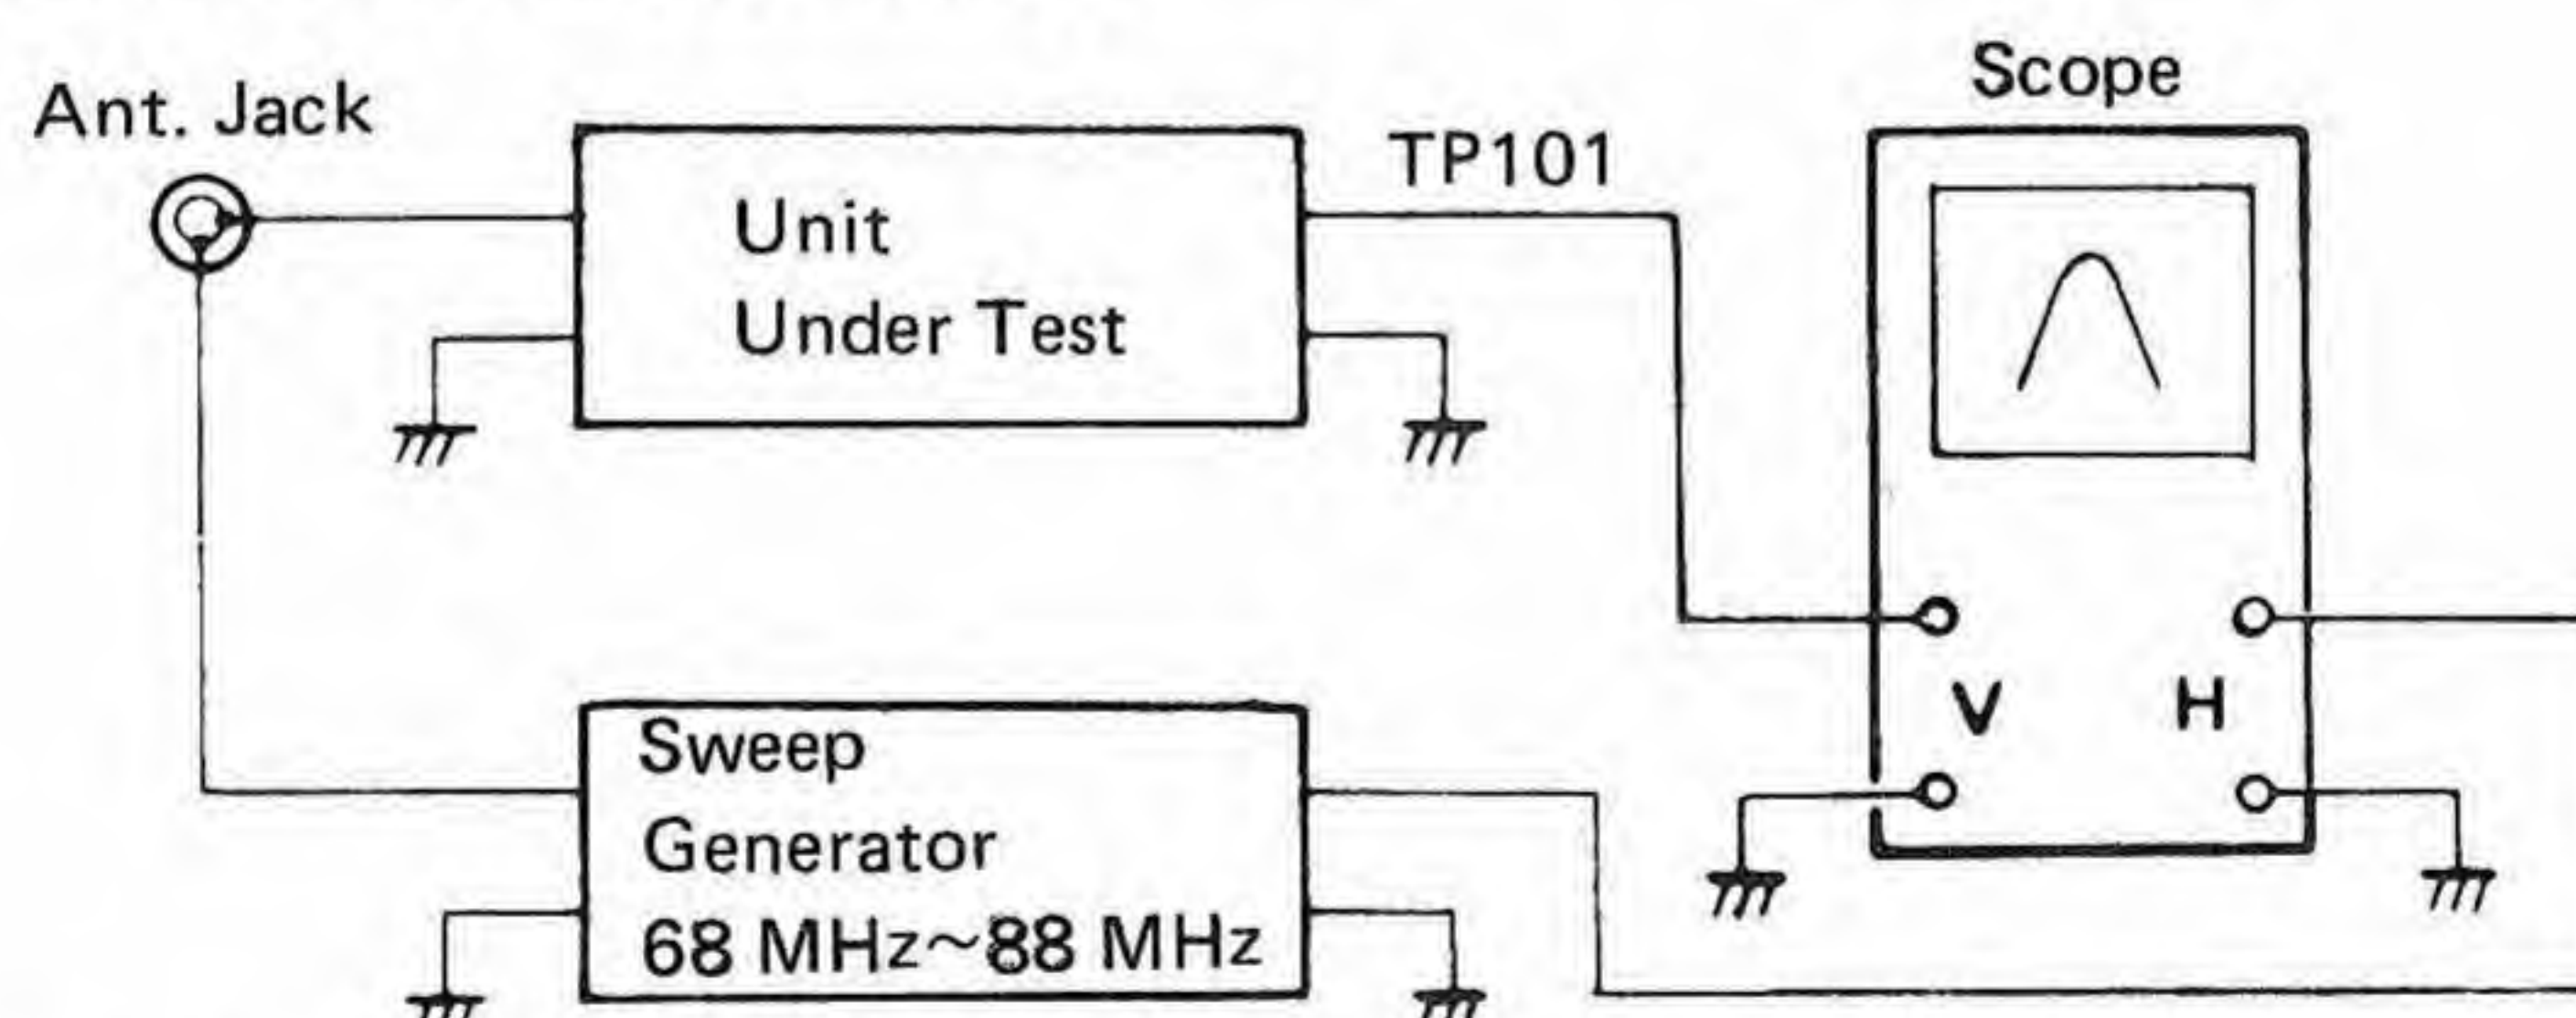 Ant. Jack
Unit
Under Test
TP101
Scope
V H
Sweep
Generator
68 MHz~88 MHz